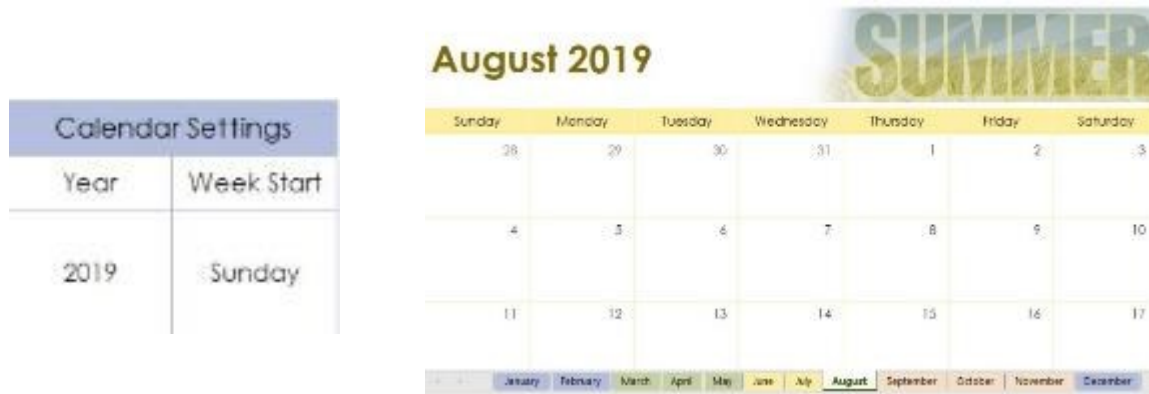 Calendar Settings
Year Week Start
2019 Sunday
August 2019
SUMMER
Sunday Monday Tuesday Wednesday Thursday Friday Saturday
28 29 30 31 1 2 3
4 5 6 7 8 9 10
11 12 13 14 15 16 17
January February March April May June July August September October November December